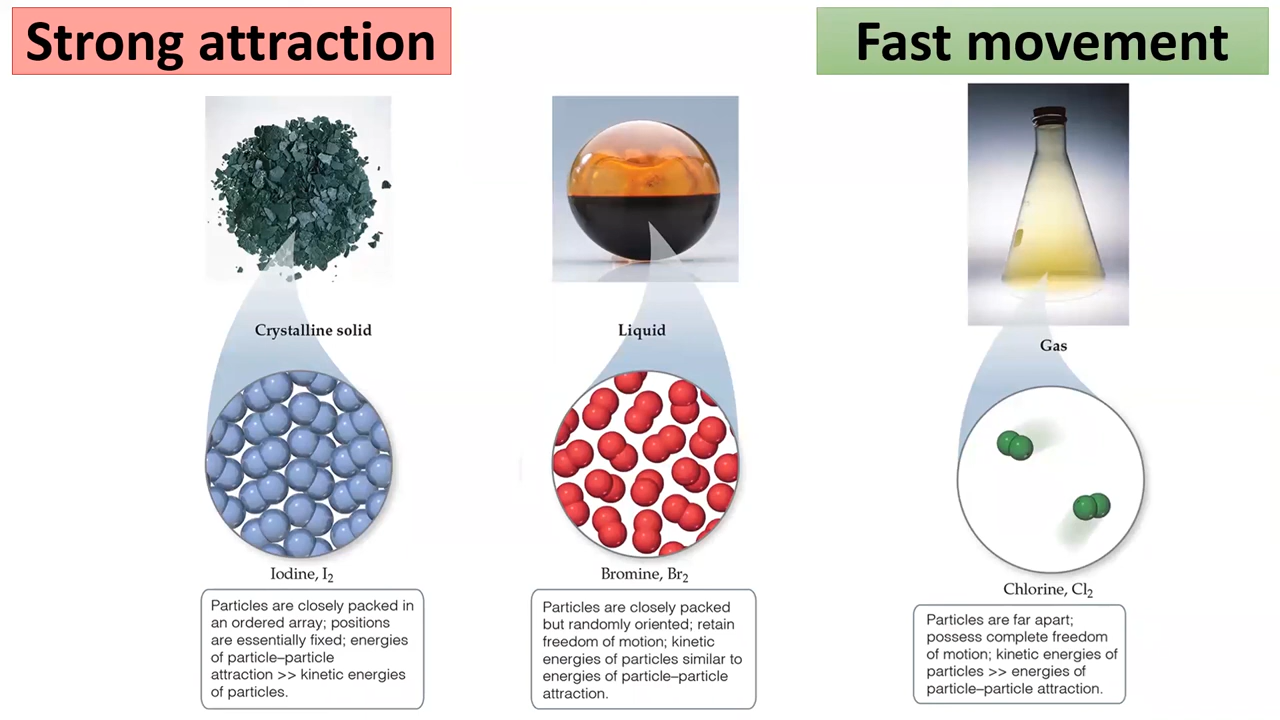 Strong attraction
Fast movement
Crystalline solid
Liquid
Gas
Iodine, I₂
Bromine, Br₂
Chlorine, Cl₂
Particles are closely packed in
an ordered array; positions
are essentially fixed; energies
of particle–particle
attraction >> kinetic energies
of particles.
Particles are closely packed
but randomly oriented; retain
freedom of motion; kinetic
energies of particles similar to
energies of particle–particle
attraction.
Particles are far apart;
possess complete freedom
of motion; kinetic energies of
particles >> energies of
particle–particle attraction.